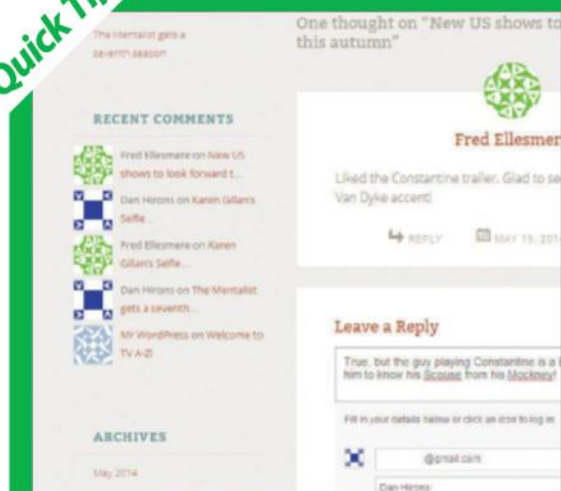 Quick Tip
The Mentalist gets a
seventh season
RECENT COMMENTS
Fred Ellesmere on New US
shows to look forward t…
Dan Hirons on Karen Gillan's
Selfie…
Fred Ellesmere on Karen
Gillan's Selfie…
Dan Hirons on The Mentalist
gets a seventh…
Mr WordPress on Welcome to
TV A-Z!
ARCHIVES
May 2014
One thought on “New US shows to
this autumn”
Fred Ellesmer
Liked the Constantine trailer. Glad to se
Van Dyke accent!
REPLY
MAY 15, 2014
Leave a Reply
True, but the guy playing Constantine is a
him to know his Scouse from his Mockney!
Fill in your details below or click an icon to log in:
@gmail.com
Dan Hirons